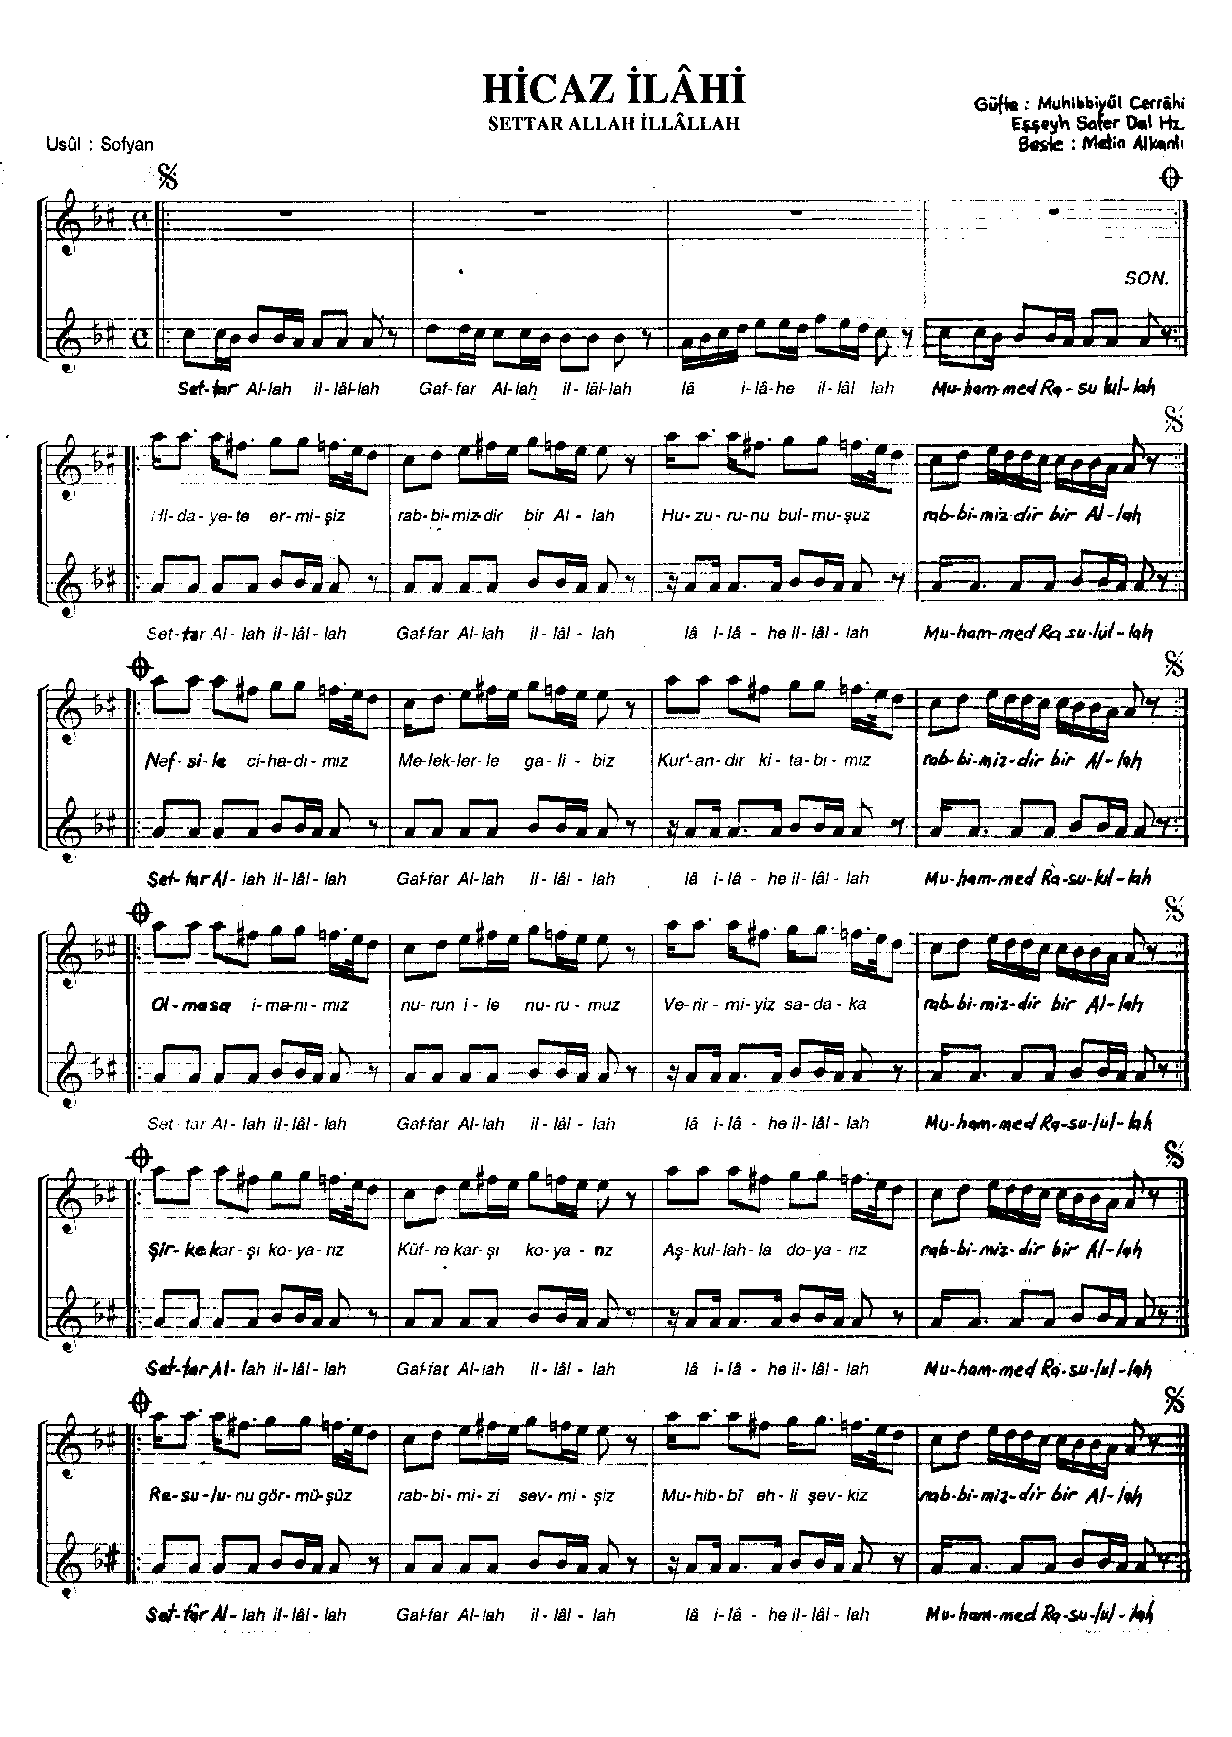 HİCAZ İLÂHİ
SETTAR ALLAH İLLÂLLAH
Güfte : Muhibbiyûl Cerrâhi
Eşşeyh Safer Dal Hz.
Beste : Metin Alkanlı
Usûl : Sofyan
SON.
Set-tar Al-lah il-lâl-lah Gaf-far Al-lah il-lâl-lah lâ i-lâ-he il-lâl lah Mu-ham-med Ra-su lul-lah
Hi-da-ye-te er-mi-şiz rab-bi-miz-dir bir Al-lah Hu-zu-ru-nu bul-mu-şuz rab-bi-miz-dir bir Al-lah
Set-tar Al-lah il-lâl-lah Gaf-far Al-lah il-lâl-lah lâ i-lâ-he il-lâl-lah Mu-ham-med Ra su-lül-lah
Nef-si-le ci-ha-dı-mız Me-lek-ler-le ga-li-biz Kur'-an-dır ki-ta-bı-mız rab-bi-miz-dir bir Al-lah
Set-tar Al-lah il-lâl-lah Gaf-far Al-lah il-lâl-lah lâ i-lâ-he il-lâl-lah Mu-ham-med Ra-su-lul-lah
Ol-masa i-ma-nı-mız nu-run i-le nu-ru-muz Ve-rir-mi-yiz sa-da-ka rab-bi-miz-dir bir Al-lah
Set-tar Al-lah il-lâl-lah Gaf-far Al-lah il-lâl-lah lâ i-lâ-he il-lâl-lah Mu-ham-med Ra-su-lul-lah
Şir-ke kar-şı ko-ya-rız Küf-re kar-şı ko-ya-rız Aş-kul-lah-la do-ya-rız rab-bi-miz-dir bir Al-lah
Set-tar Al-lah il-lâl-lah Gaf-far Al-lah il-lâl-lah lâ i-lâ-he il-lâl-lah Mu-ham-med Ra-su-lul-lah
Re-su-lu-nu gör-mü-şüz rab-bi-mi-zi sev-mi-şiz Mu-hib-bî eh-li şev-kiz rab-bi-miz-dir bir Al-lah
Set-tar Al-lah il-lâl-lah Gaf-far Al-lah il-lâl-lah lâ i-lâ-he il-lâl-lah Mu-ham-med Ra-su-lul-lah